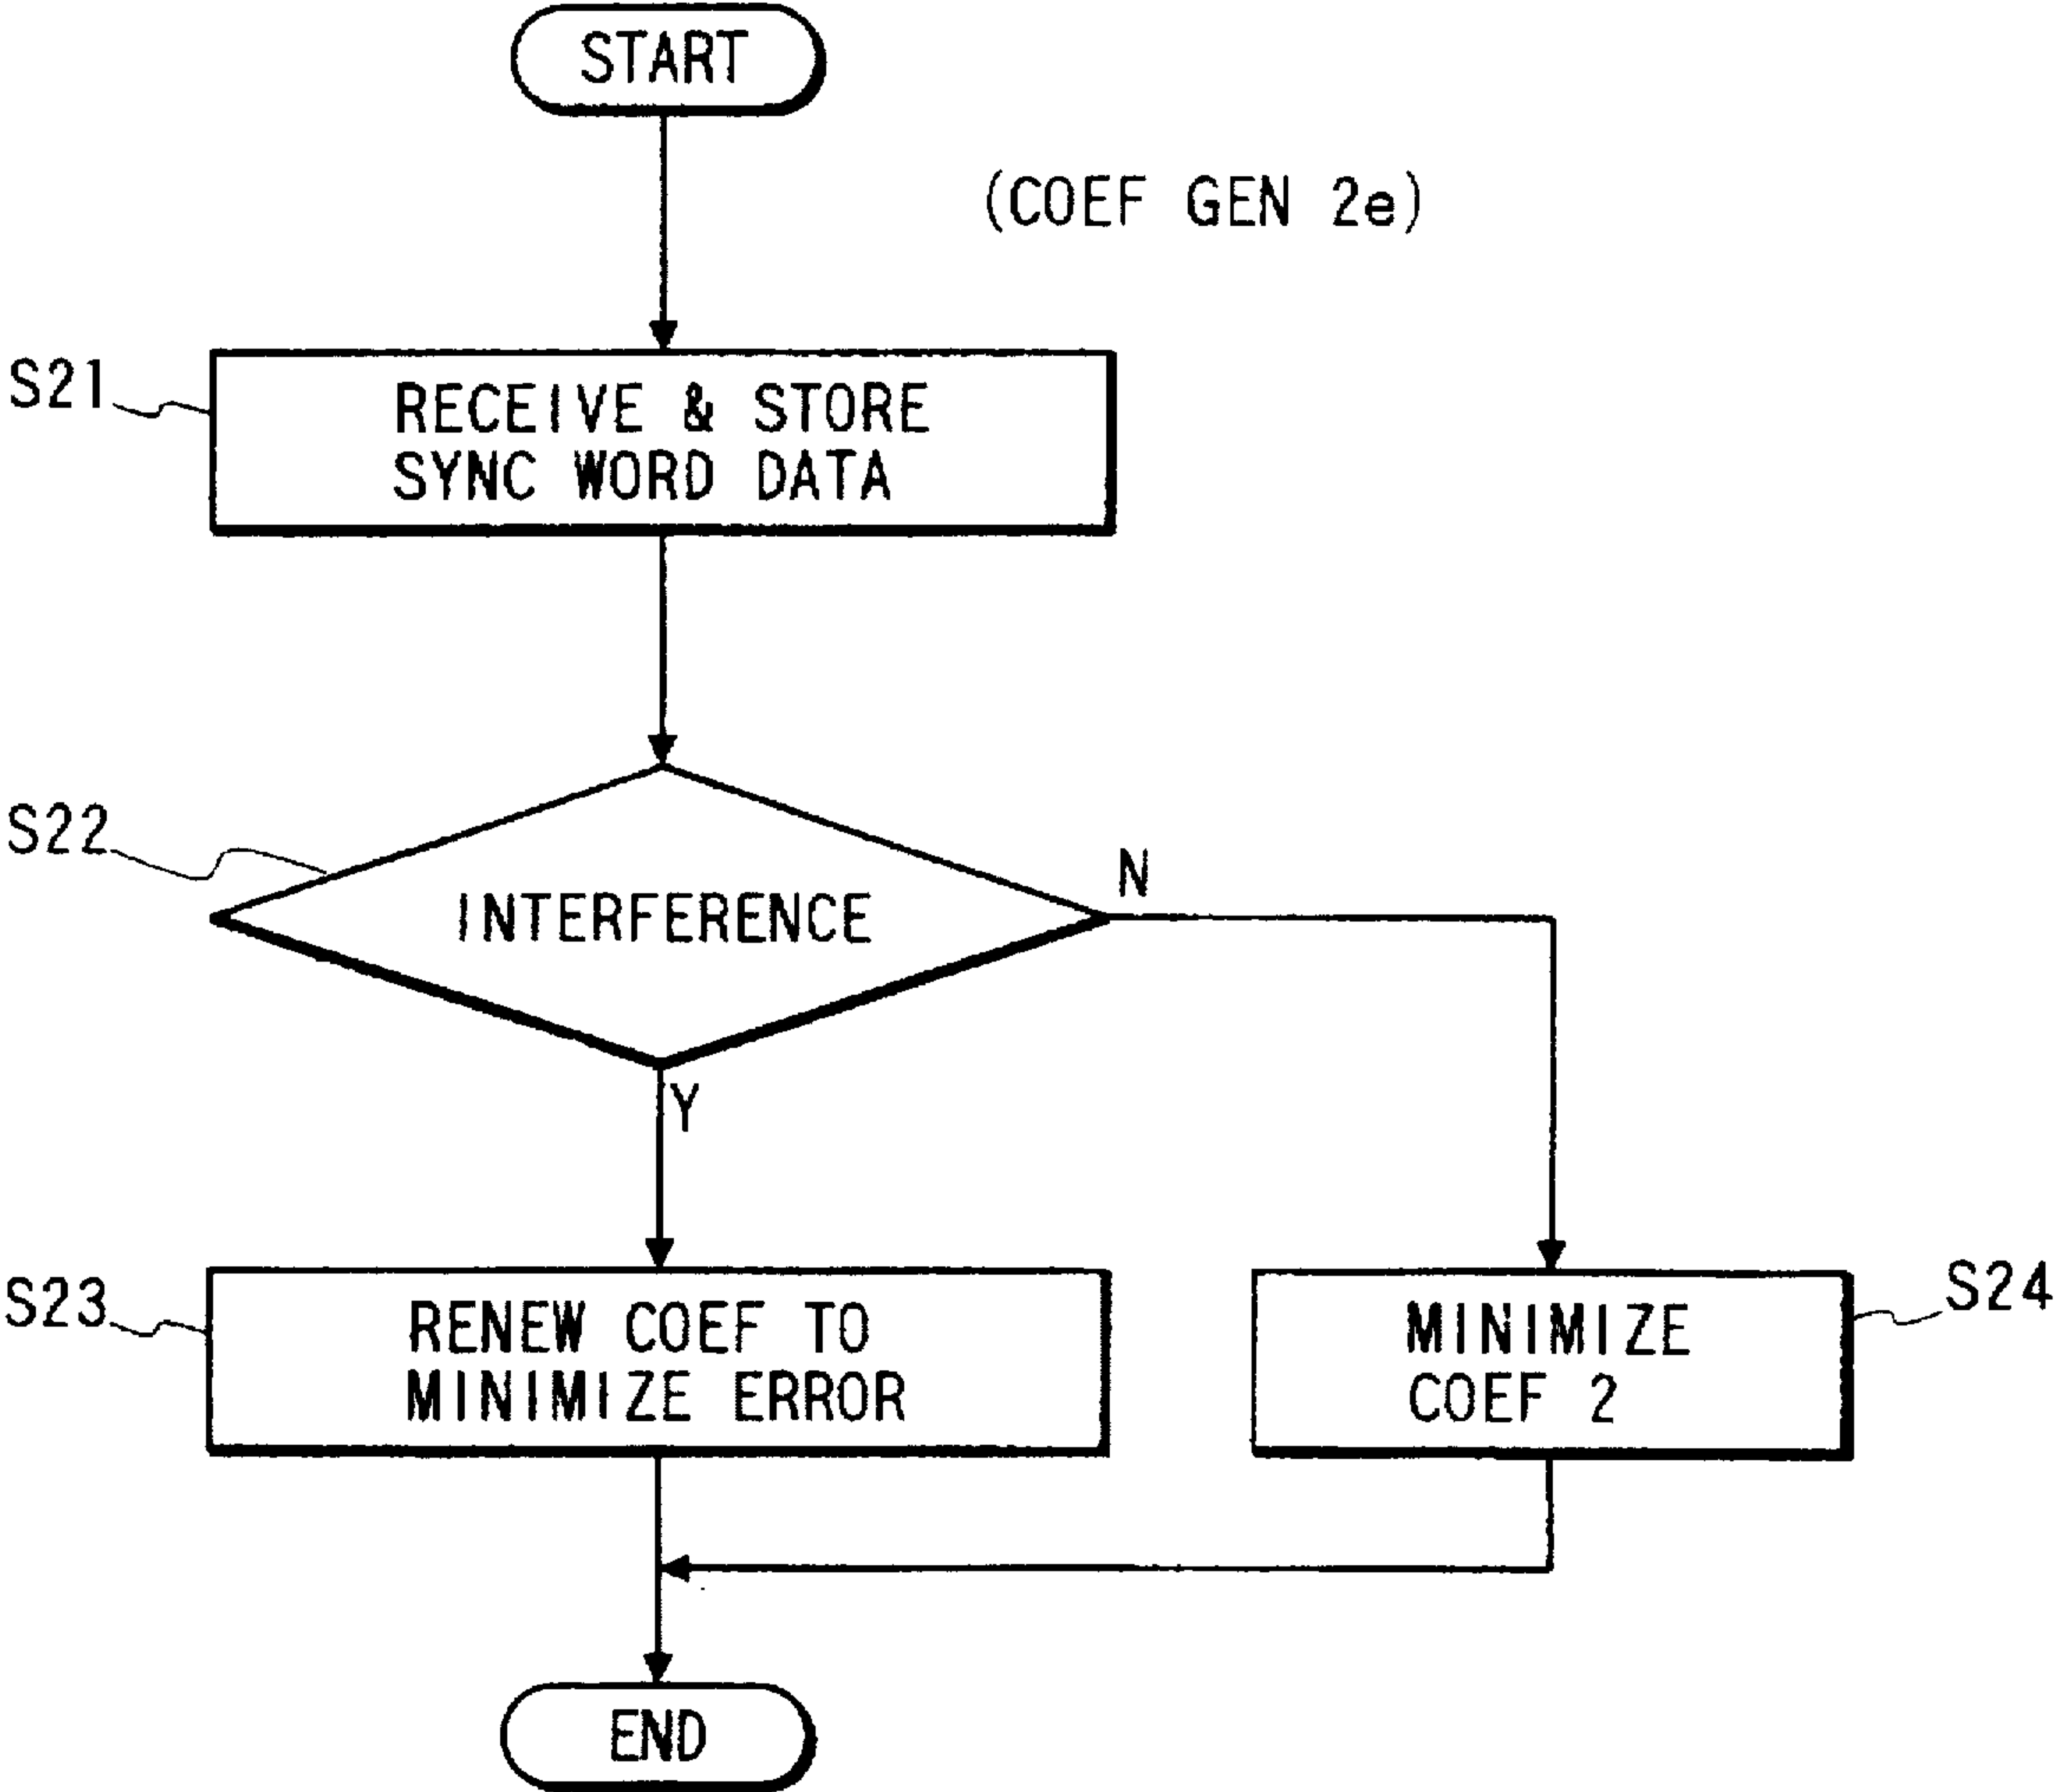 START
(COEF GEN 2e)
S21
RECEIVE & STORE
SYNC WORD DATA
S22
INTERFERENCE
N
Y
S23
RENEW COEF TO
MINIMIZE ERROR
MINIMIZE
COEF 2
S24
END